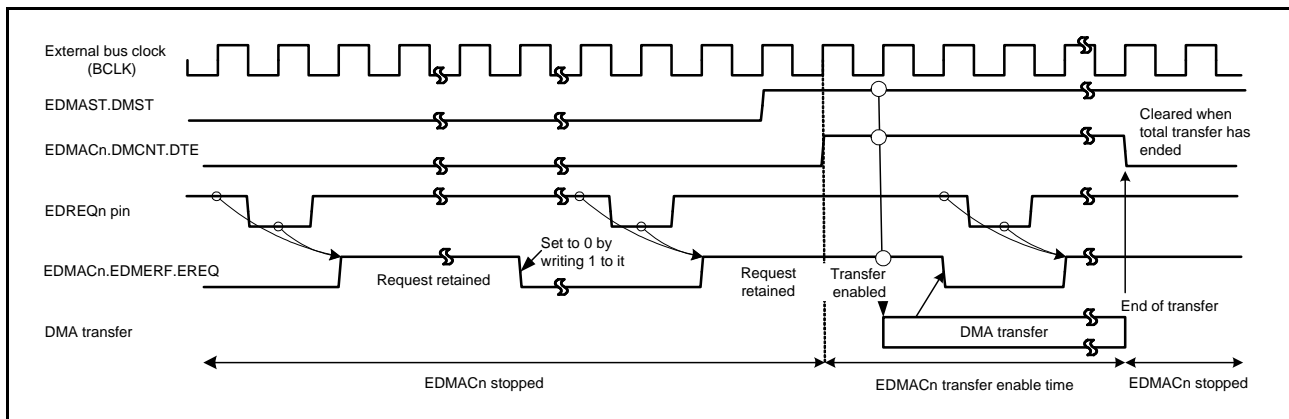 External bus clock
(BCLK)
EDMAST.DMST
Cleared when
total transfer has
ended
EDMACn.DMCNT.DTE
EDREQn pin
Set to 0 by
writing 1 to it
EDMACn.EDMERF.EREQ
Request retained
Request
retained
Transfer
enabled
End of transfer
DMA transfer
DMA transfer
EDMACn stopped
EDMACn transfer enable time
EDMACn stopped